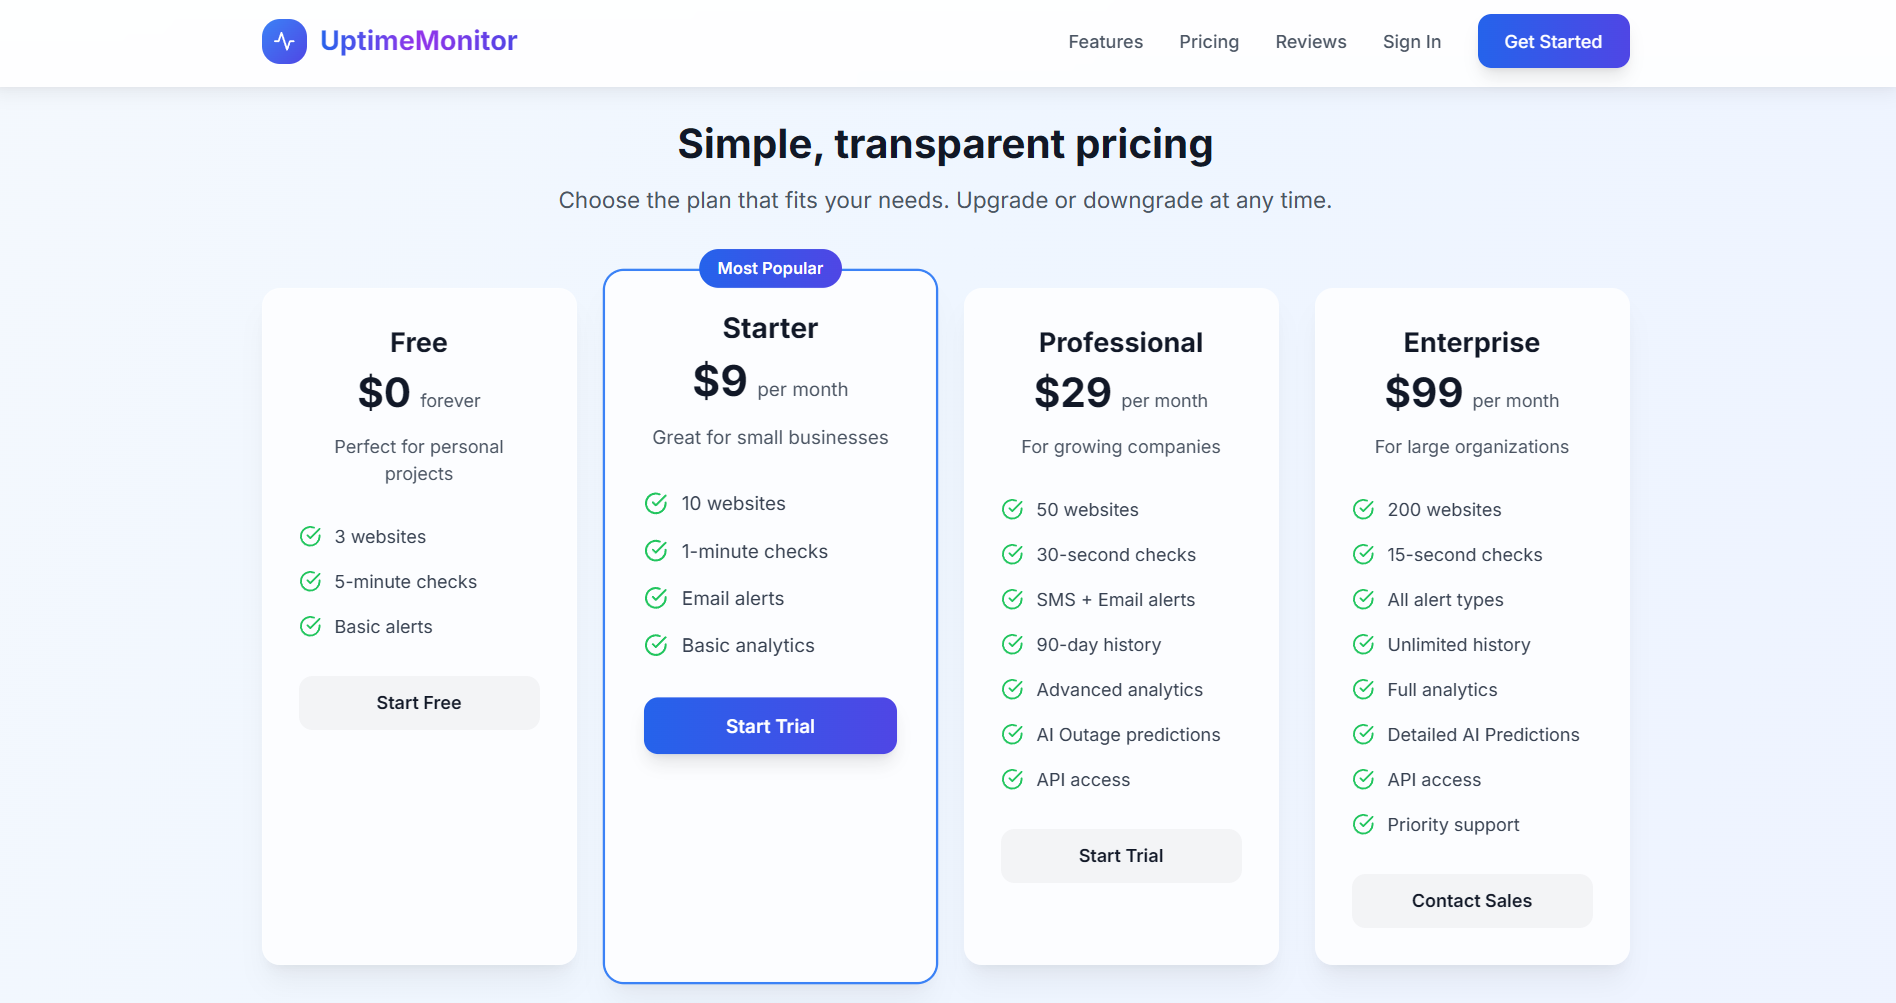 UptimeMonitor
Features
Pricing
Reviews
Sign In
Get Started
Simple, transparent pricing
Choose the plan that fits your needs. Upgrade or downgrade at any time.
Free
$0 forever
Perfect for personal
projects
3 websites
5-minute checks
Basic alerts
Start Free
Most Popular
Starter
$9 per month
Great for small businesses
10 websites
1-minute checks
Email alerts
Basic analytics
Start Trial
Professional
$29 per month
For growing companies
50 websites
30-second checks
SMS + Email alerts
90-day history
Advanced analytics
AI Outage predictions
API access
Start Trial
Enterprise
$99 per month
For large organizations
200 websites
15-second checks
All alert types
Unlimited history
Full analytics
Detailed AI Predictions
API access
Priority support
Contact Sales